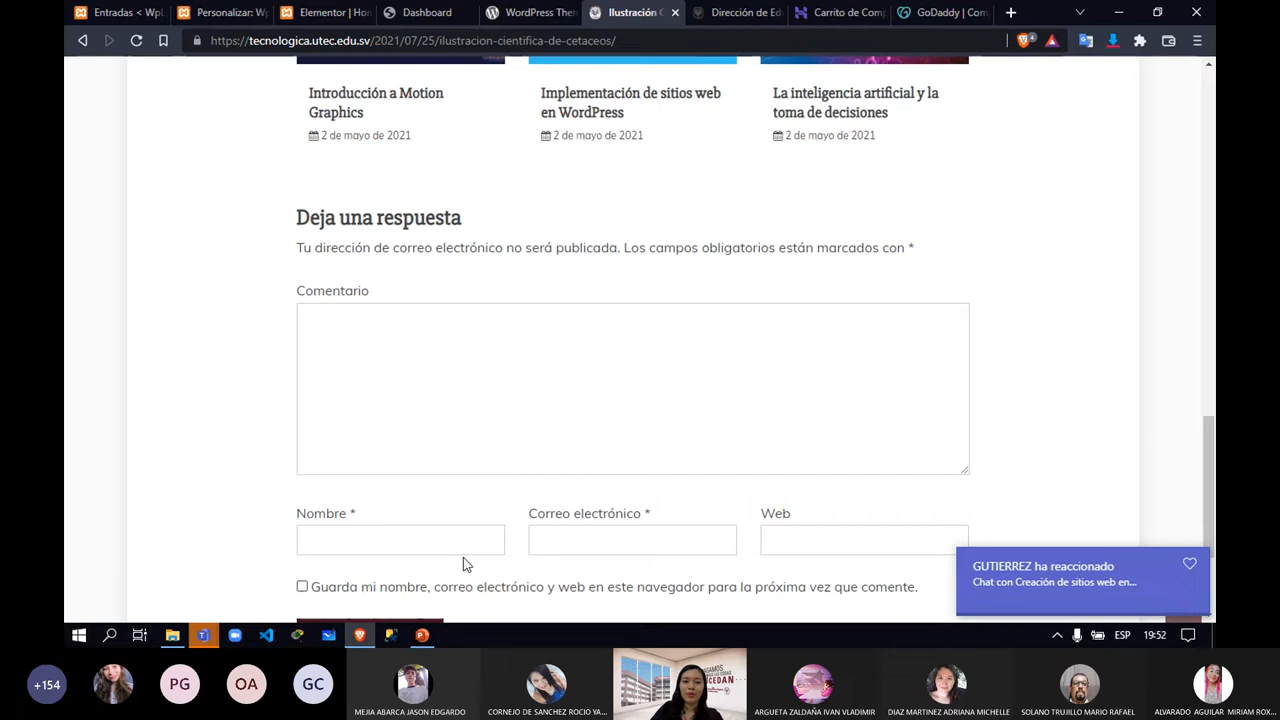 Entradas < WpL
Personalizar: Wp
Elementor | Hon
Dashboard
WordPress The
Ilustración C
Dirección de Ed
Carrito de Comp
GoDaddy | Com
https://tecnologica.utec.edu.sv/2021/07/25/ilustracion-cientifica-de-cetaceos/
Introducción a Motion
Graphics
2 de mayo de 2021
Implementación de sitios web
en WordPress
2 de mayo de 2021
La inteligencia artificial y la
toma de decisiones
2 de mayo de 2021
Deja una respuesta
Tu dirección de correo electrónico no será publicada. Los campos obligatorios están marcados con *
Comentario
Nombre *
Correo electrónico *
Web
GUTIERREZ ha reaccionado
Chat con Creación de sitios web en...
Guarda mi nombre, correo electrónico y web en este navegador para la próxima vez que comente.
ESP
19:52
+154
PG
OA
GC
MEJIA ABARCA JASON EDGARDO
CORNEJO DE SANCHEZ ROCIO YA...
ARGUETA ZALDAÑA IVAN VLADIMIR
DIAZ MARTINEZ ADRIANA MICHELLE
SOLANO TRUJILLO MARIO RAFAEL
ALVARADO AGUILAR MIRIAM ROX...